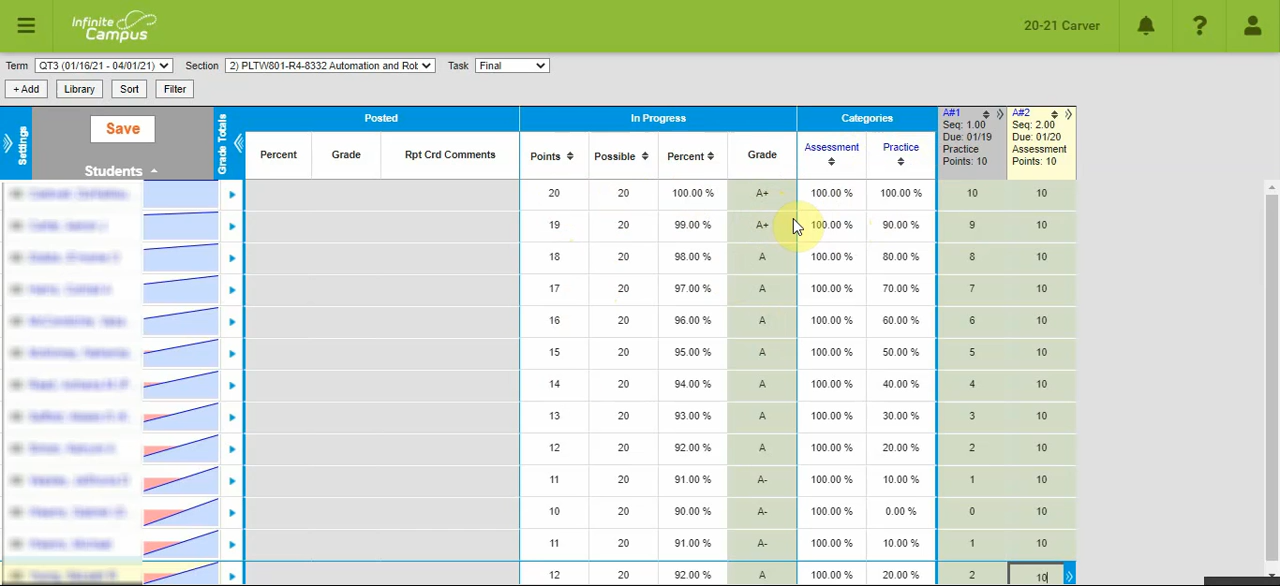 Infinite Campus
20-21 Carver
?
Term QT3 (01/16/21 - 04/01/21) Section 2) PLTW801-R4-8332 Automation and Rob Task Final
+ Add Library Sort Filter
Settings
Save
Students
Grade Totals
Posted In Progress Categories
Percent Grade Rpt Crd Comments Points Possible Percent Grade Assessment Practice
A#1
Seq: 1.00
Due: 01/19
Practice
Points: 10
A#2
Seq: 2.00
Due: 01/20
Assessment
Points: 10
20 20 100.00 % A+ 100.00 % 100.00 % 10 10
19 20 99.00 % A+ 100.00 % 90.00 % 9 10
18 20 98.00 % A 100.00 % 80.00 % 8 10
17 20 97.00 % A 100.00 % 70.00 % 7 10
16 20 96.00 % A 100.00 % 60.00 % 6 10
15 20 95.00 % A 100.00 % 50.00 % 5 10
14 20 94.00 % A 100.00 % 40.00 % 4 10
13 20 93.00 % A 100.00 % 30.00 % 3 10
12 20 92.00 % A 100.00 % 20.00 % 2 10
11 20 91.00 % A- 100.00 % 10.00 % 1 10
10 20 90.00 % A- 100.00 % 0.00 % 0 10
11 20 91.00 % A- 100.00 % 10.00 % 1 10
12 20 92.00 % A 100.00 % 20.00 % 2 10